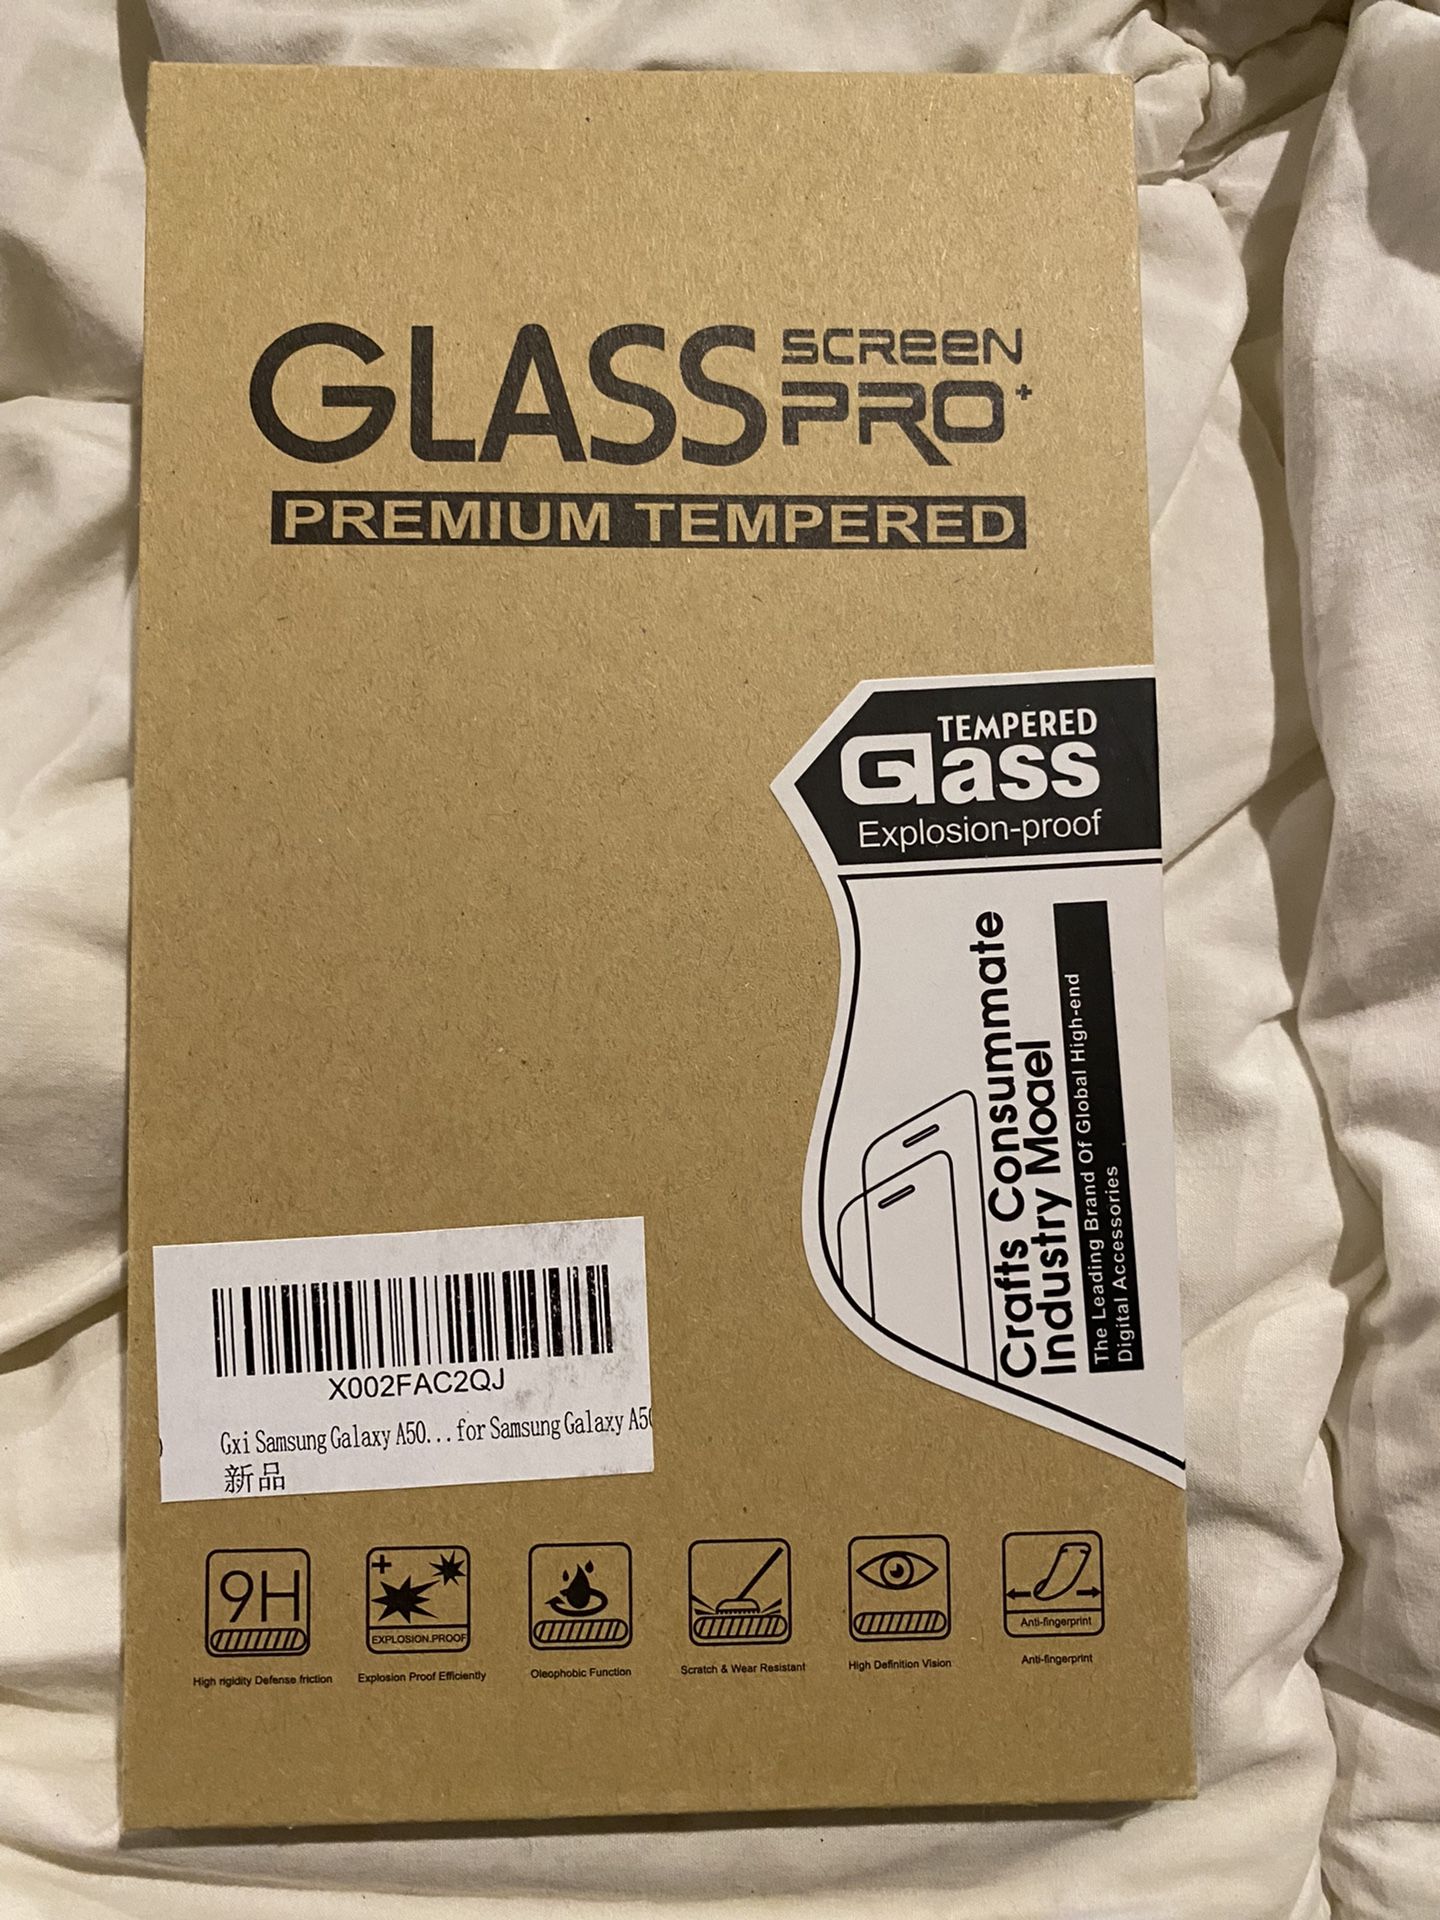 GLASS SCREEN PRO+
PREMIUM TEMPERED
TEMPERED
Glass
Explosion-proof
Crafts Consummate
Industry Moael
The Leading Brand Of Global High-end
Digital Accessories
X002FAC2QJ
Gxi Samsung Galaxy A50...for Samsung Galaxy A50
新品
9H
EXPLOSION.PROOF
Anti-fingerprint
High rigidity Defense friction
Explosion Proof Efficiently
Oleophobic Function
Scratch & Wear Resistant
High Definition Vision
Anti-fingerprint